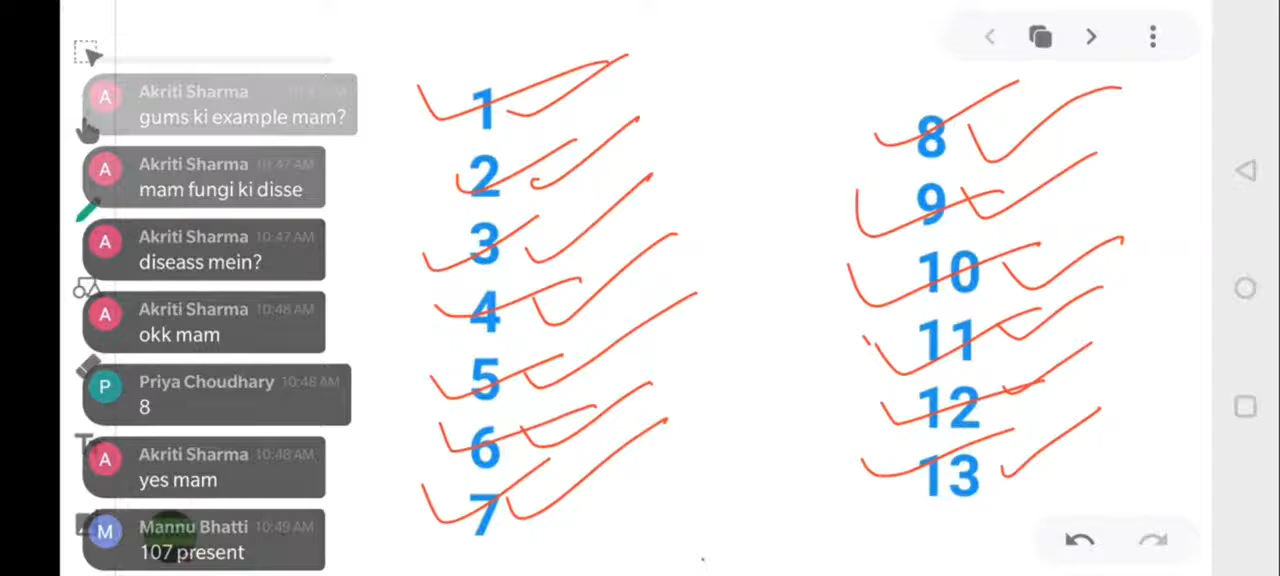 Akriti Sharma
gums ki example mam?
Akriti Sharma 10:47 AM
mam fungi ki disse
Akriti Sharma 10:47 AM
diseass mein?
Akriti Sharma 10:48 AM
okk mam
Priya Choudhary 10:48 AM
8
Akriti Sharma 10:48 AM
yes mam
Mannu Bhatti 10:49 AM
107 present
1
2
3
4
5
6
7
8
9
10
11
12
13